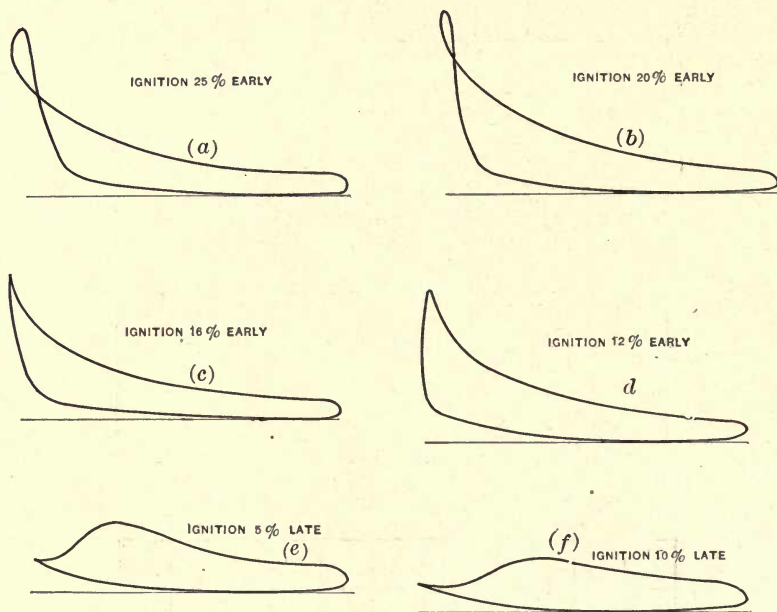 IGNITION 25% EARLY
(a)
IGNITION 20% EARLY
(b)
IGNITION 16% EARLY
(c)
IGNITION 12% EARLY
d
IGNITION 5% LATE
(e)
(f)
IGNITION 10% LATE